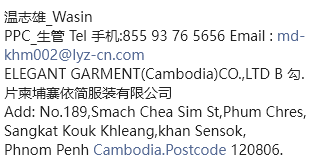 温志雄_Wasin
PPC_生管 Tel 手机:855 93 76 5656 Email : md-
khm002@lyz-cn.com
ELEGANT GARMENT(Cambodia)CO.,LTD B 勾.
片柬埔寨依简服装有限公司
Add: No.189,Smach Chea Sim St,Phum Chres,
Sangkat Kouk Khleang,khan Sensok,
Phnom Penh Cambodia.Postcode 120806.